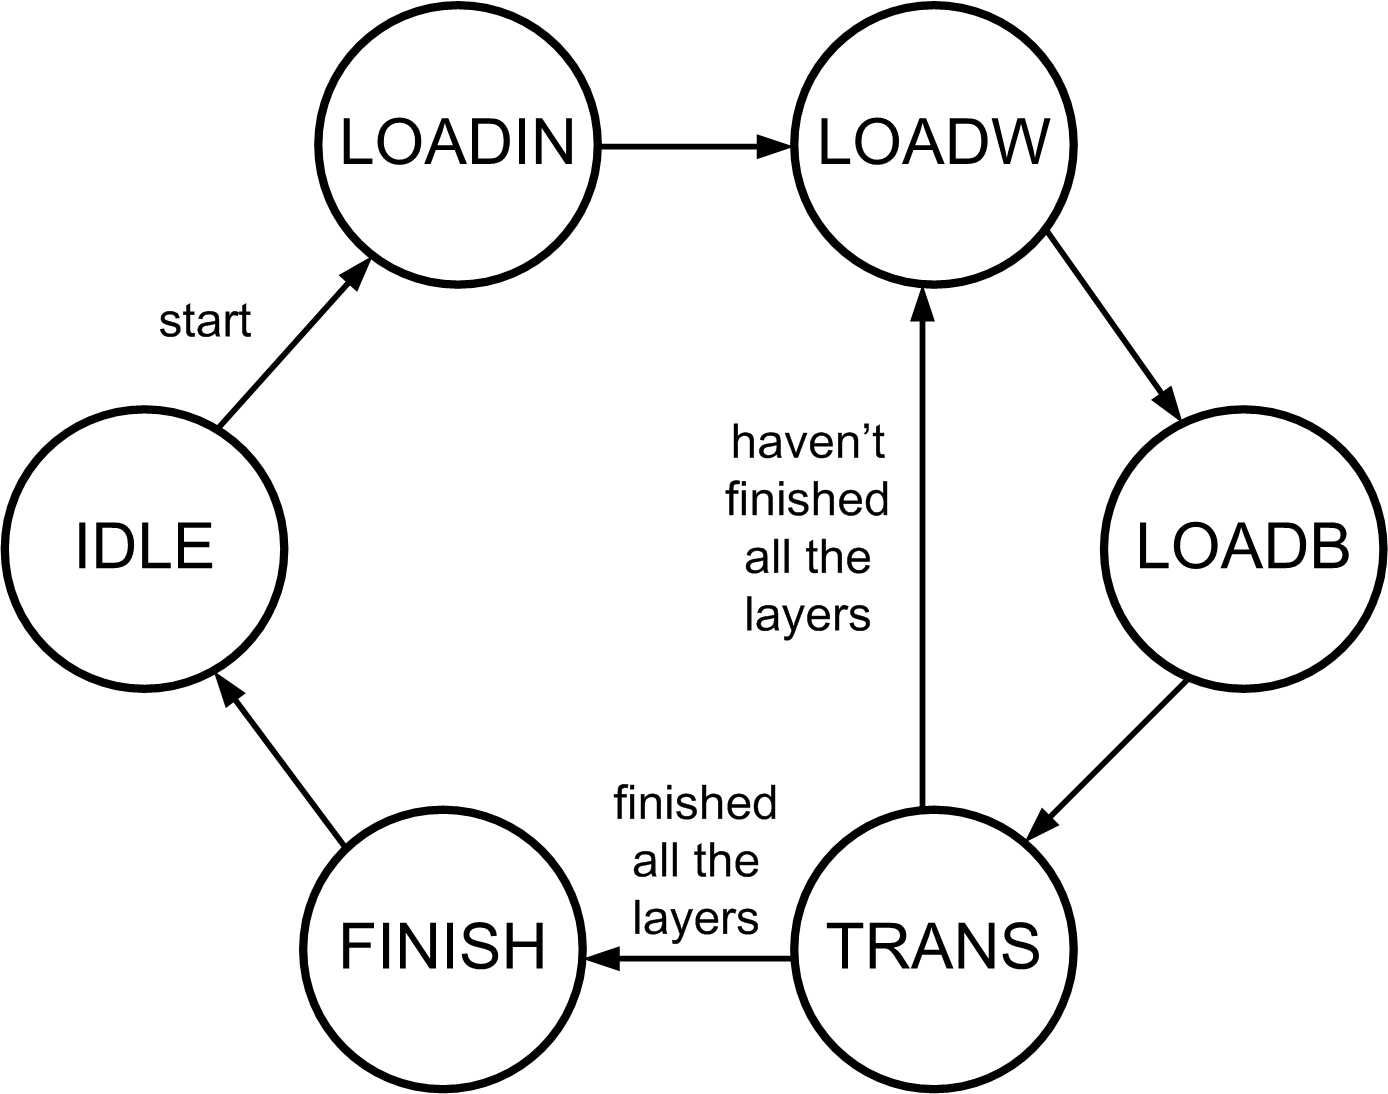 LOADIN
LOADW
start
haven’t
finished
all the
layers
IDLE
LOADB
finished
all the
layers
FINISH
TRANS